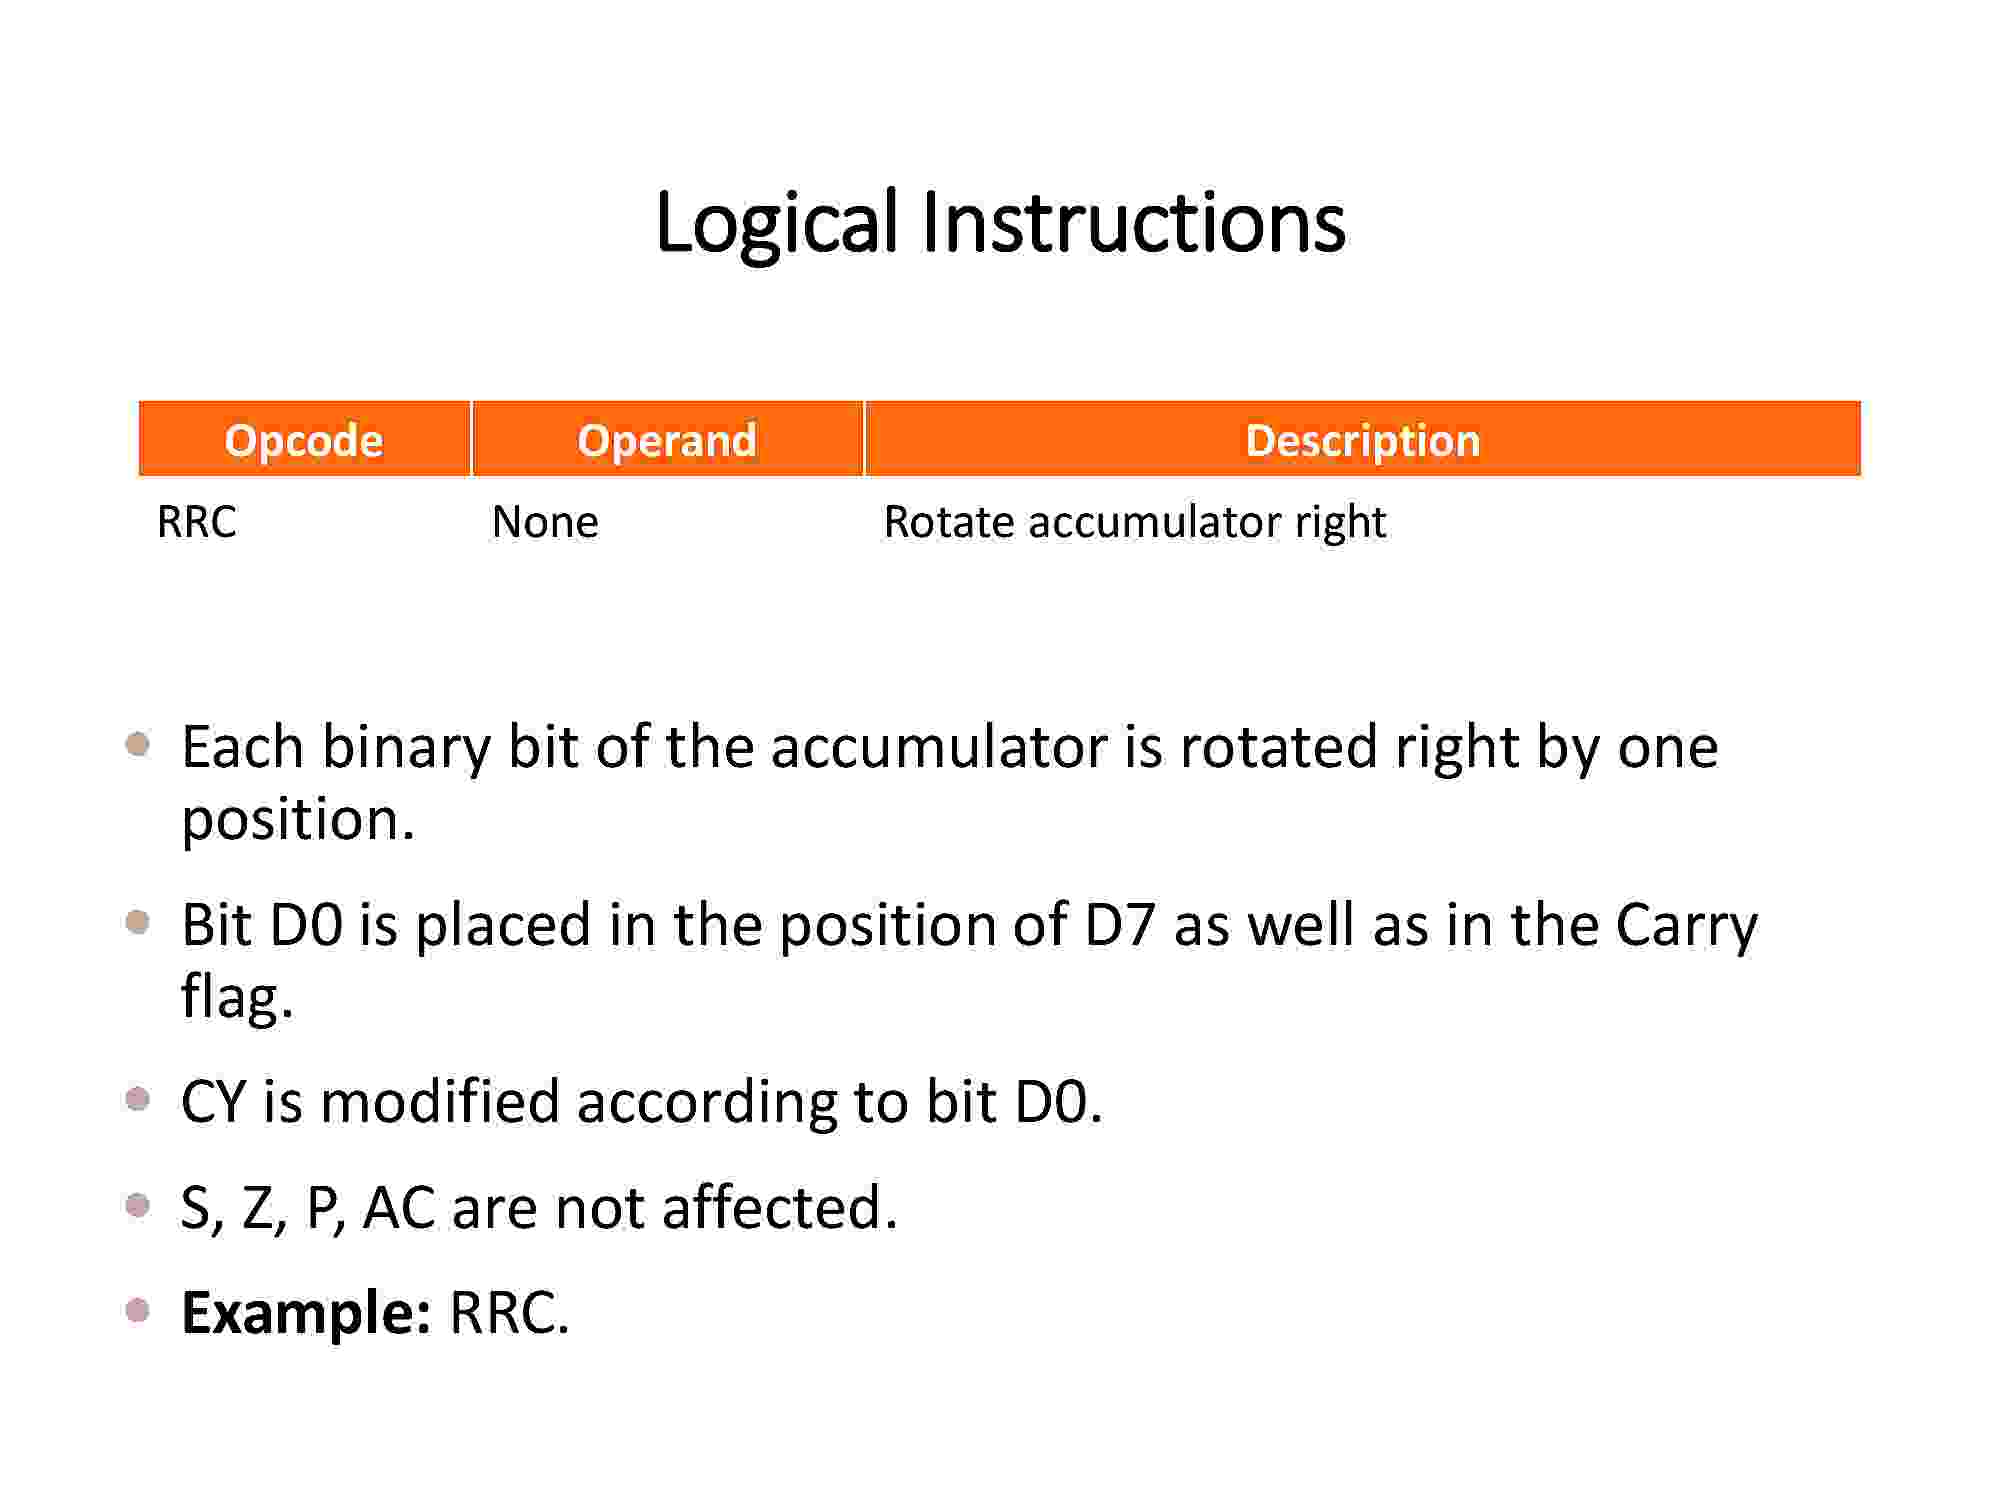 Logical Instructions
Opcode Operand Description
RRC None Rotate accumulator right
• Each binary bit of the accumulator is rotated right by one
position.
• Bit D0 is placed in the position of D7 as well as in the Carry
flag.
• CY is modified according to bit D0.
• S, Z, P, AC are not affected.
• Example: RRC.